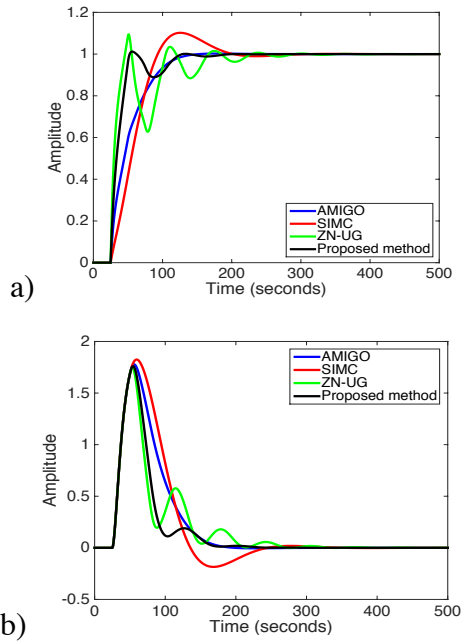 1.2
1
0.8
0.6
0.4
0.2
0
Amplitude
AMIGO
SIMC
ZN-UG
Proposed method
0 100 200 300 400 500
Time (seconds)
a)
2
1.5
1
0.5
0
-0.5
Amplitude
AMIGO
SIMC
ZN-UG
Proposed method
0 100 200 300 400 500
Time (seconds)
b)